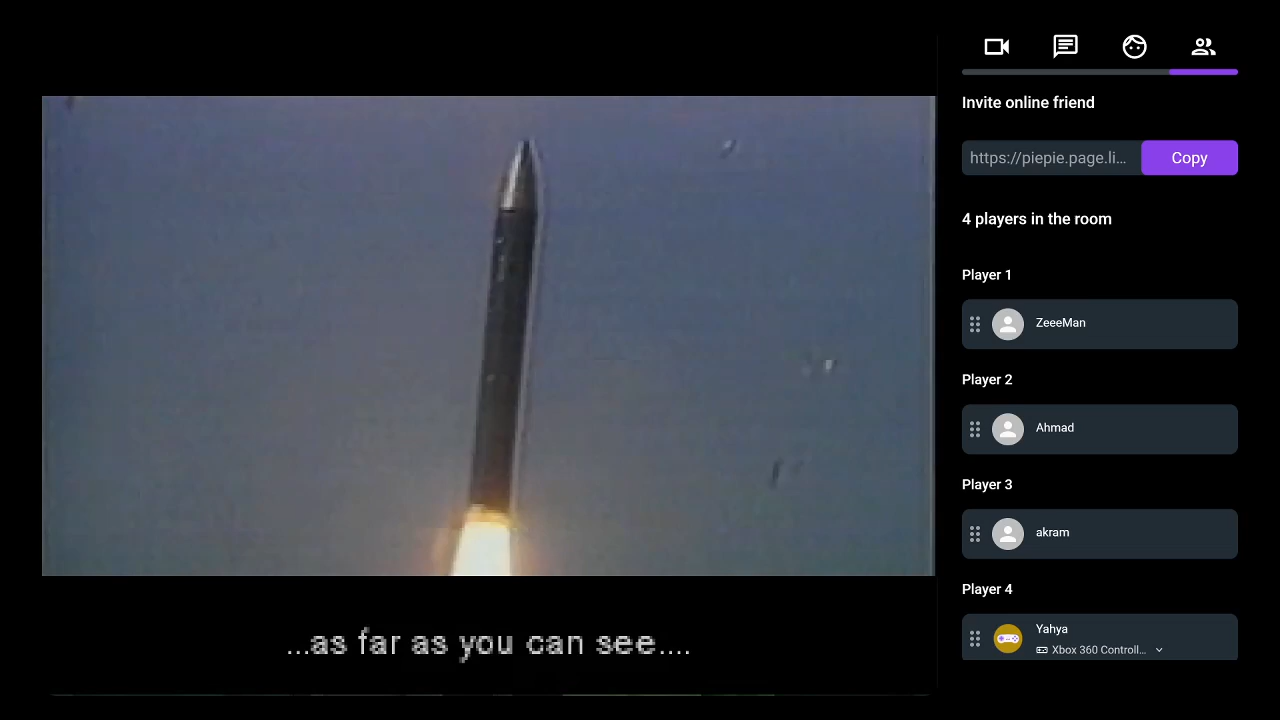 Invite online friend
https://piepie.page.li...
Copy
4 players in the room
Player 1
ZeeeMan
Player 2
Ahmad
Player 3
akram
Player 4
Yahya
Xbox 360 Controll...
...as far as you can see....